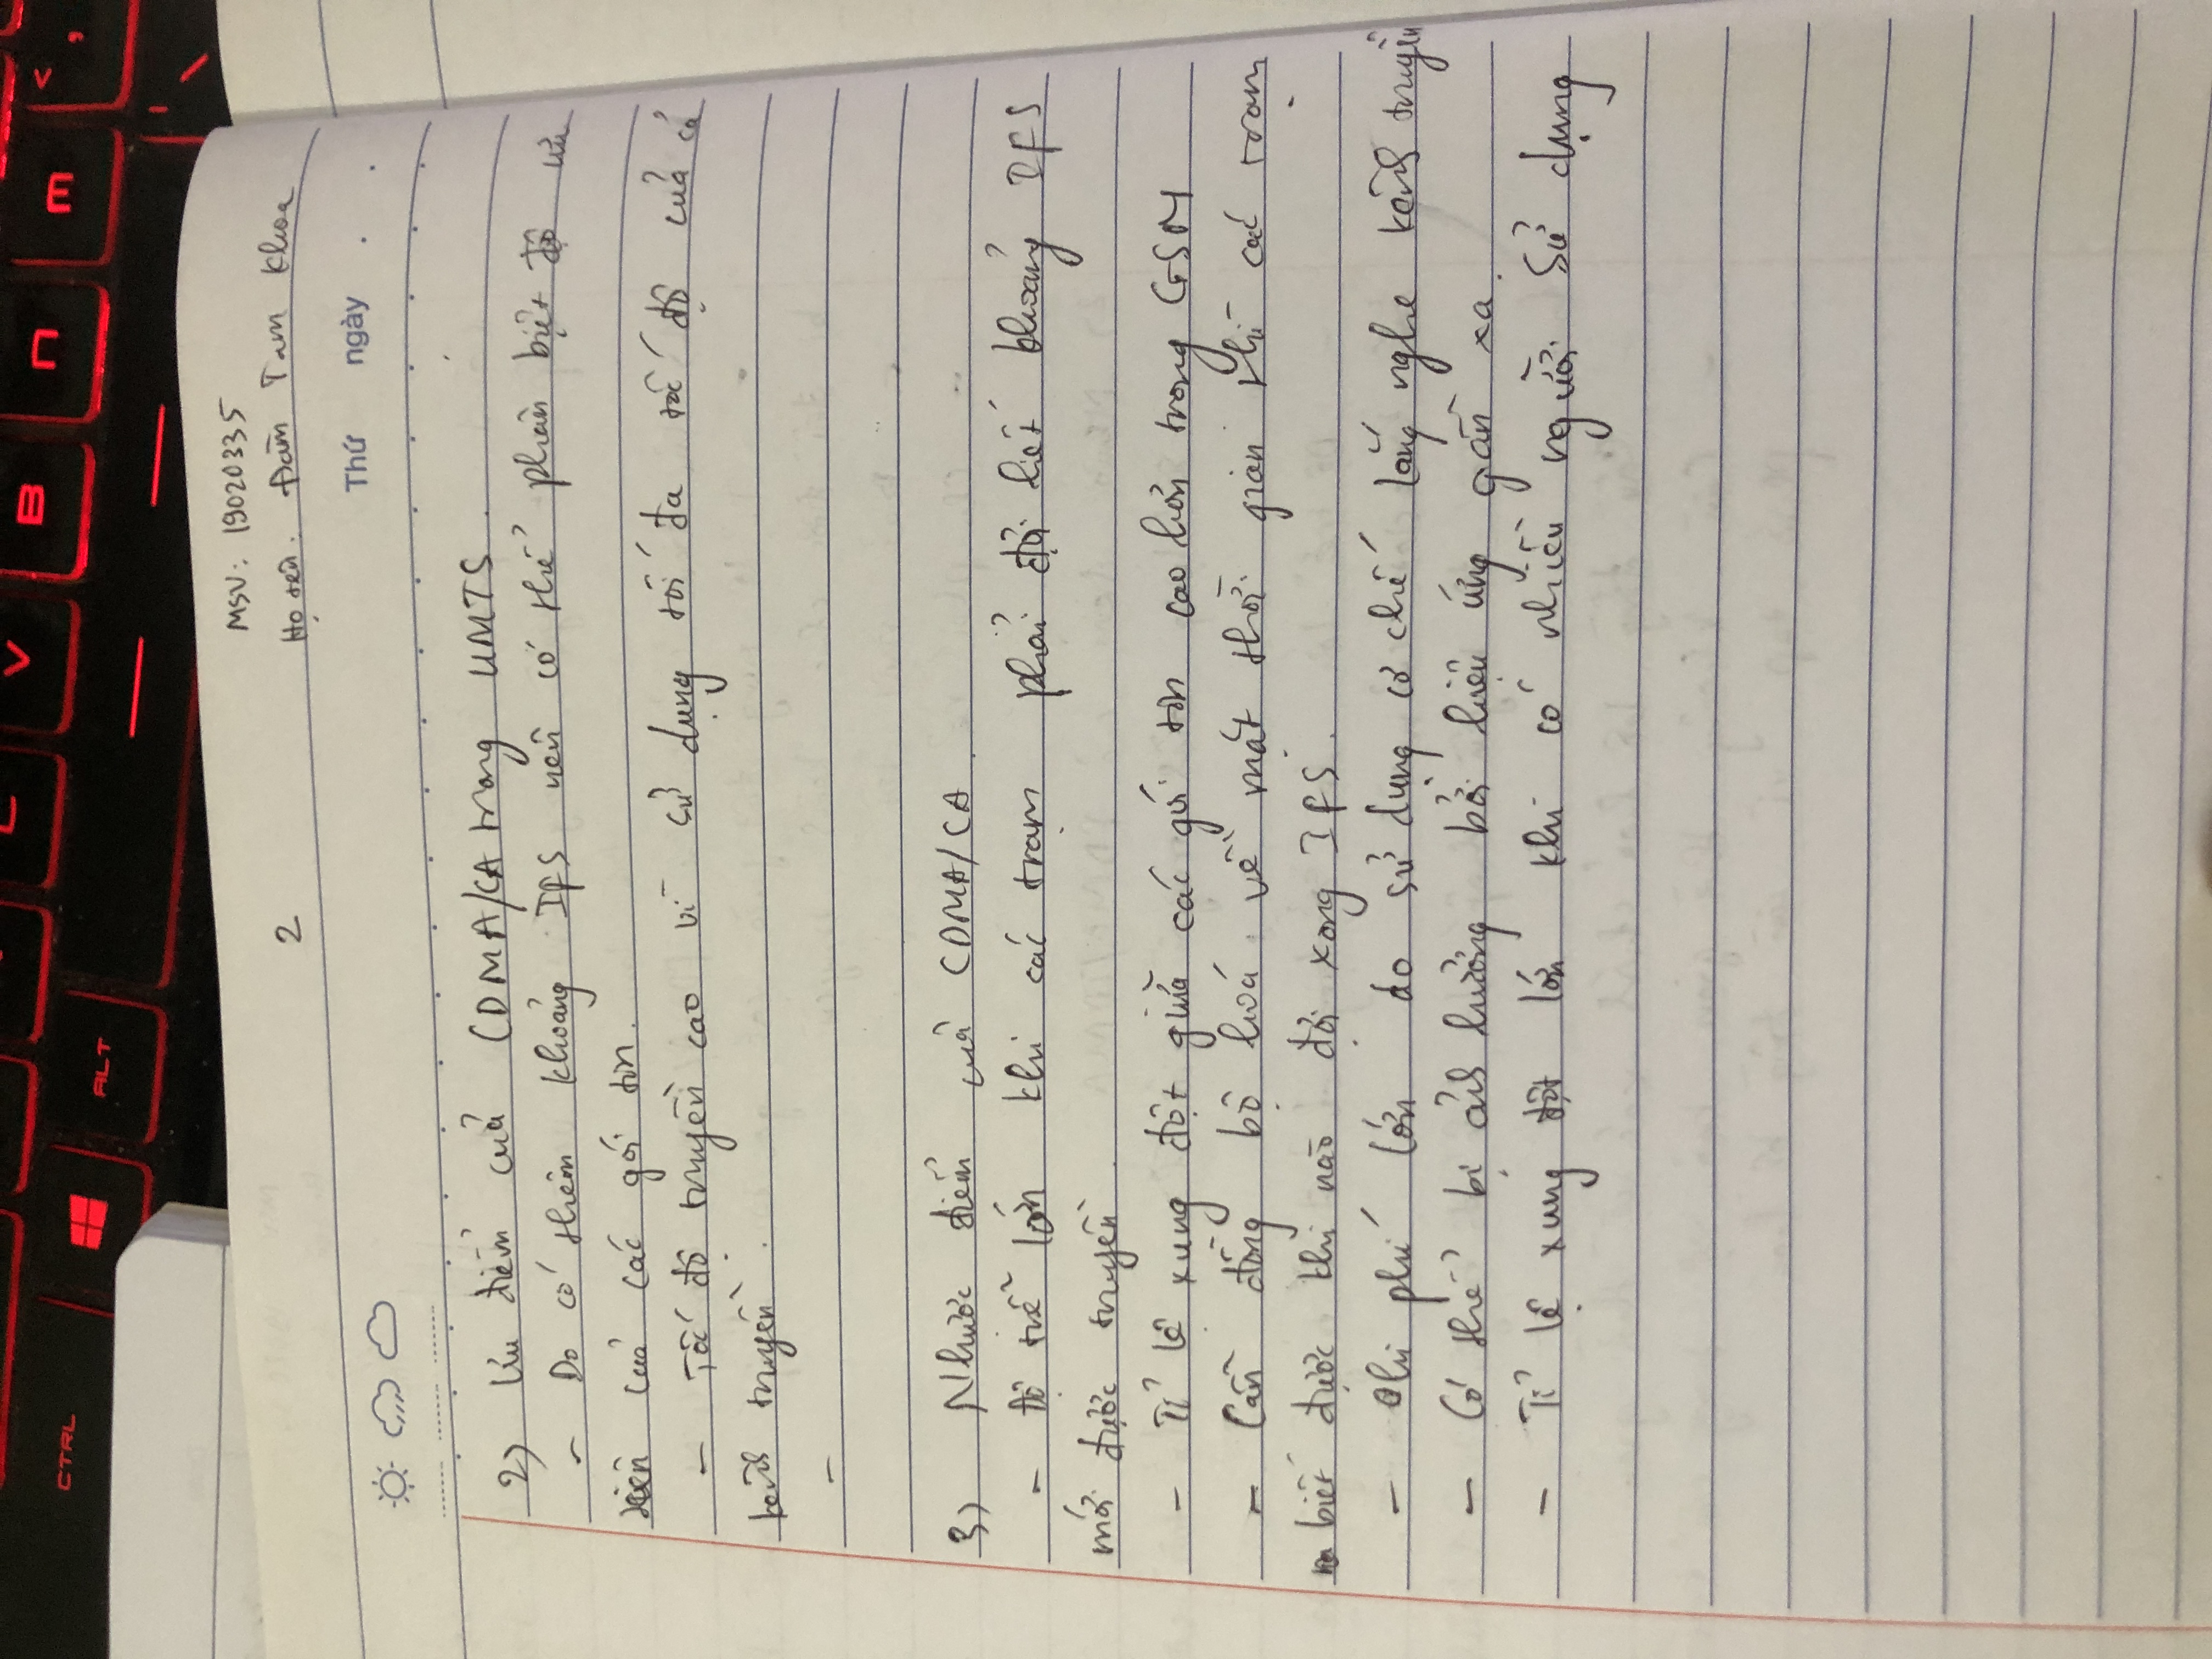 CTRL
ALT
C V B N M < ,
' \
MSV: 19020335
2
Họ tên: Đàm Tam Khoa
Thứ ngày . .
2) Ưu điểm của CDMA/CA trong UMTS.
- Do có thêm khoảng IFS nên có thể phân biệt độ ưu
tiên của các gói tin.
- Tốc độ truyền cao vì sử dụng tối đa tốc độ của cả
kênh truyền.
-
3) Nhược điểm của CDMA/CA.
- Độ trễ lớn khi các trạm phải đợi hết khoảng IFS
mới được truyền.
- Tỉ lệ xung đột giữa các gói tin cao hơn trong GSM
- Cần đồng bộ hoá về mặt thời gian thì các trạm
biết được khi nào đợi xong IFS.
- Chi phí lớn do sử dụng cơ chế lắng nghe kênh truyền
- Có thể bị ảnh hưởng bởi hiệu ứng gần xa.
- Tỉ lệ xung đột lớn khi có nhiều người sử dụng